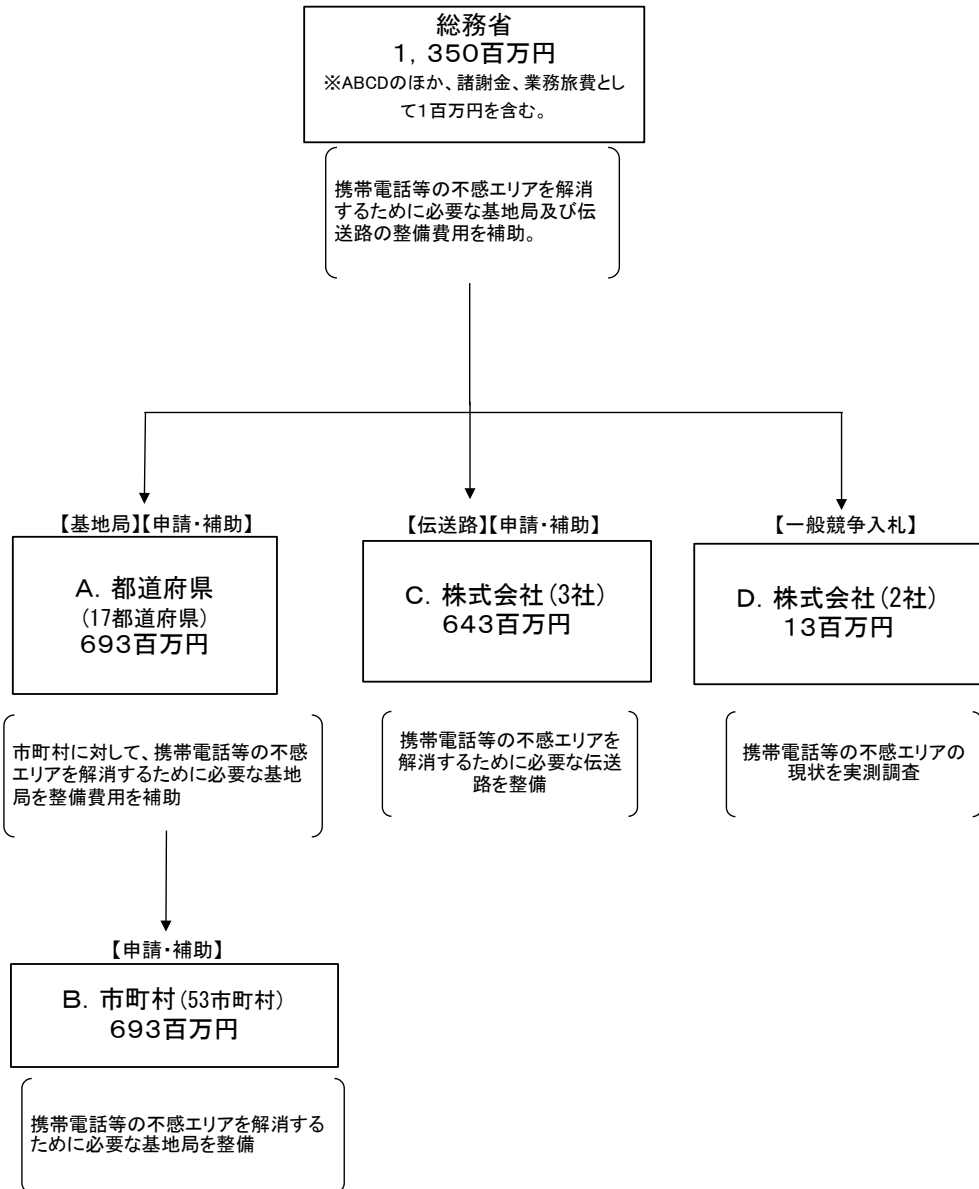 総務省
1，350百万円
※ABCDのほか、諸謝金、業務旅費とし
て1百万円を含む。
携帯電話等の不感エリアを解消
するために必要な基地局及び伝
送路の整備費用を補助。
【基地局】【申請・補助】
A．都道府県
(17都道府県)
693百万円
【伝送路】【申請・補助】
C．株式会社(3社)
643百万円
【一般競争入札】
D．株式会社(2社)
13百万円
市町村に対して、携帯電話等の不感
エリアを解消するために必要な基地
局を整備費用を補助
携帯電話等の不感エリアを
解消するために必要な伝送
路を整備
携帯電話等の不感エリアの
現状を実測調査
【申請・補助】
B．市町村(53市町村)
693百万円
携帯電話等の不感エリアを解消する
ために必要な基地局を整備